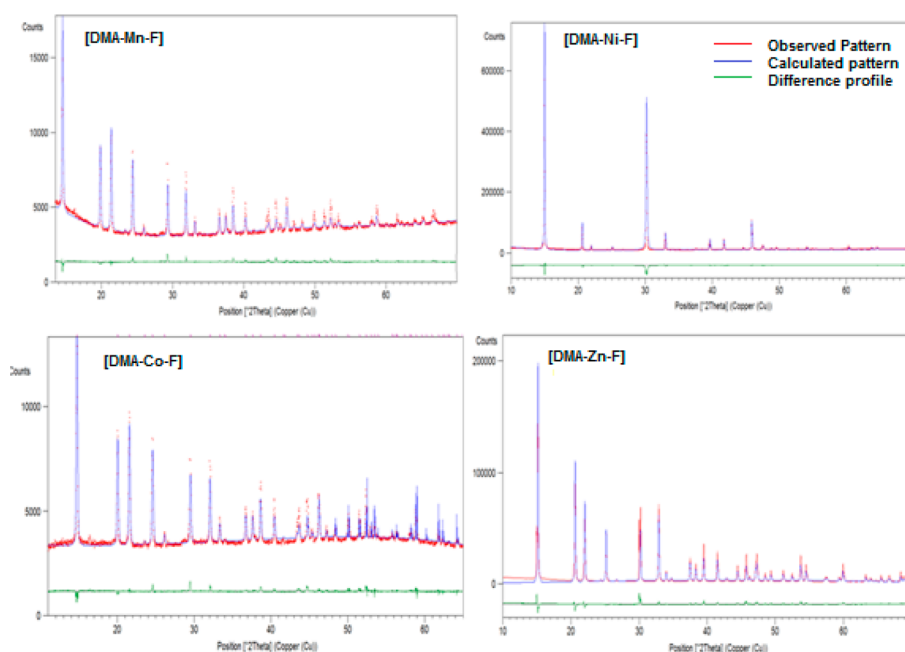 Counts
[DMA-Mn-F]
15000
10000
5000
0
20 30 40 50 60
Position [°2Theta] (Copper (Cu))
Counts
[DMA-Ni-F]
Observed Pattern
Calculated pattern
Difference profile
600000
400000
200000
0
10 20 30 40 50 60
Position [°2Theta] (Copper (Cu))
Counts
[DMA-Co-F]
10000
5000
0
20 30 40 50 60
Position [°2Theta] (Copper (Cu))
Counts
[DMA-Zn-F]
200000
100000
0
10 20 30 40 50 60
Position [°2Theta] (Copper (Cu))